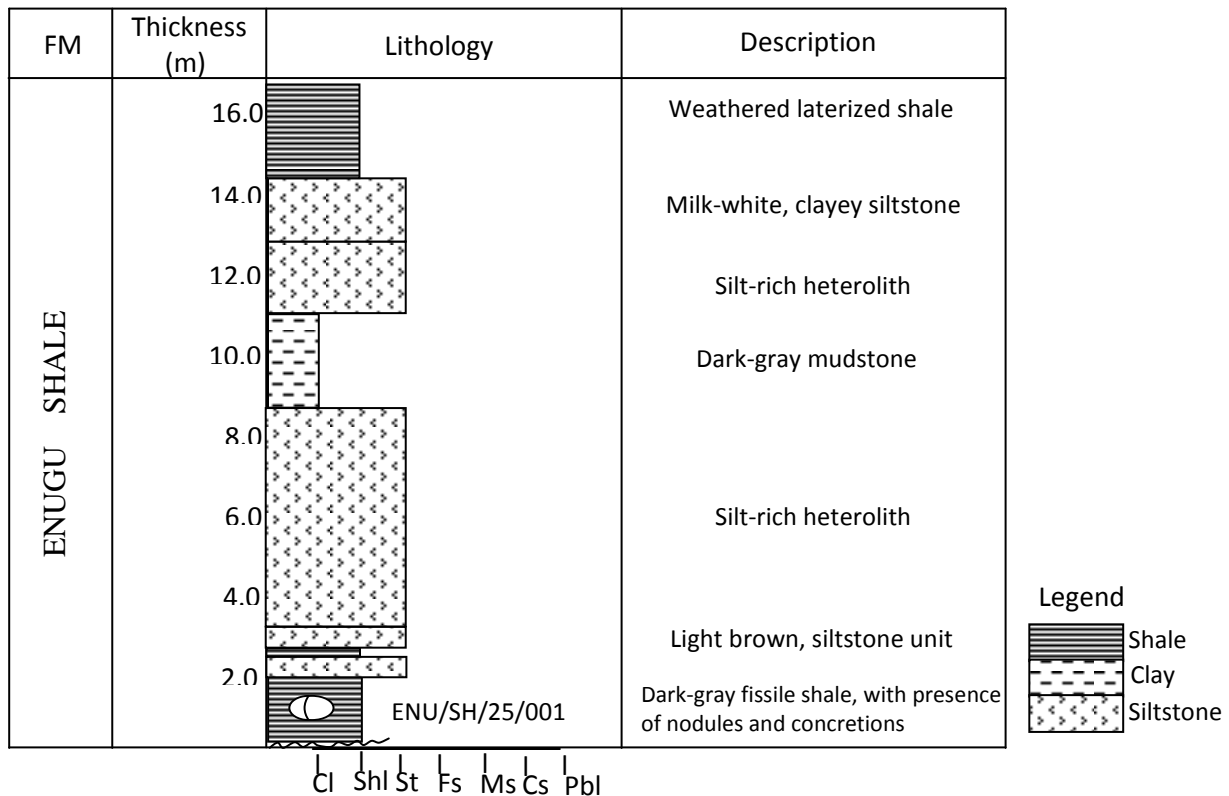 FM
Thickness
(m)
Lithology
Description
ENUGU SHALE
16.0
Weathered laterized shale
14.0
Milk-white, clayey siltstone
12.0
Silt-rich heterolith
10.0
Dark-gray mudstone
8.0
6.0
Silt-rich heterolith
4.0
Light brown, siltstone unit
2.0
Dark-gray fissile shale, with presence
of nodules and concretions
ENU/SH/25/001
Cl Shl St Fs Ms Cs Pbl
Legend
Shale
Clay
Siltstone